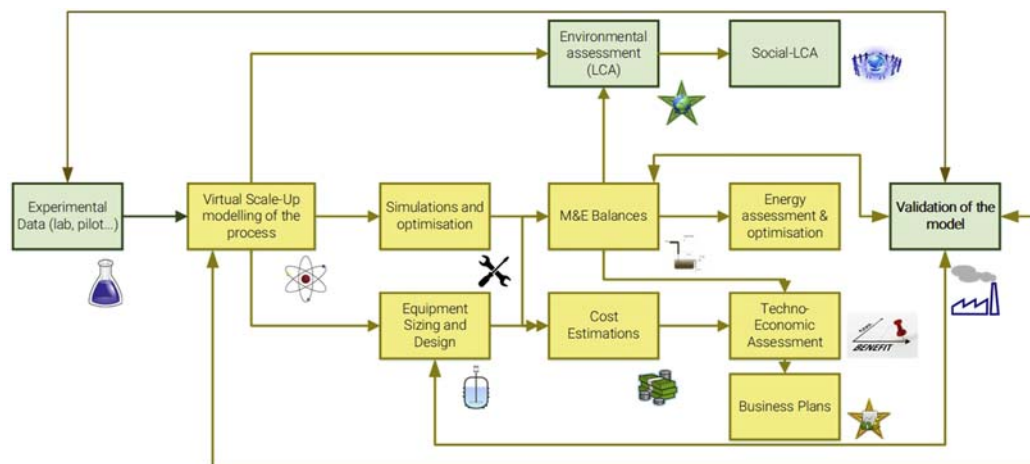 Environmental
assessment
(LCA)
Social-LCA
Experimental
Data (lab, pilot...)
Virtual Scale-Up
modelling of the
process
Simulations and
optimisation
M&E Balances
Energy
assessment &
optimisation
Validation of the
model
Equipment
Sizing and
Design
Cost
Estimations
Techno-
Economic
Assessment
BENEFIT
Business Plans